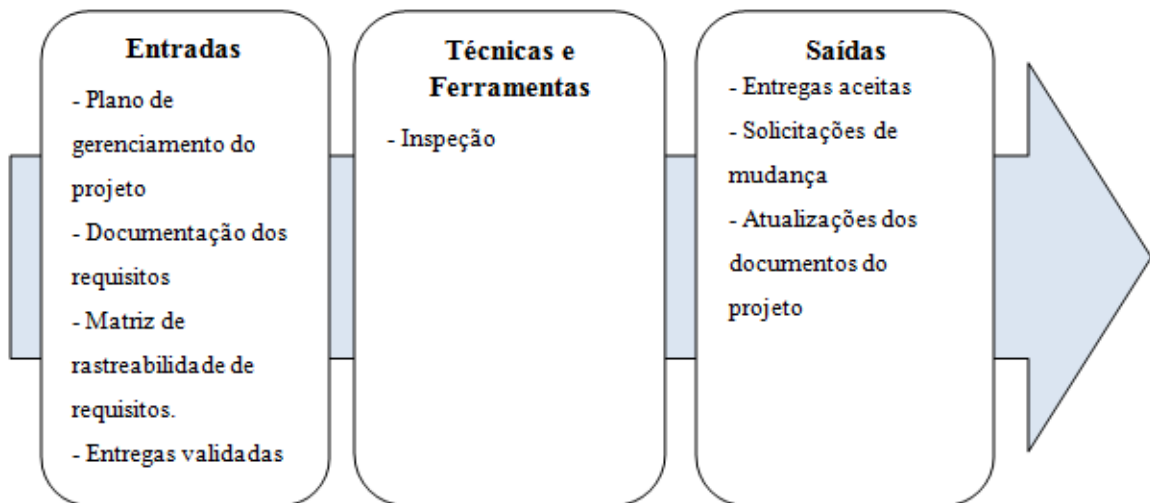 Entradas
- Plano de
gerenciamento do
projeto
- Documentação dos
requisitos
- Matriz de
rastreabilidade de
requisitos.
- Entregas validadas
Técnicas e
Ferramentas
- Inspeção
Saídas
- Entregas aceitas
- Solicitações de
mudança
- Atualizações dos
documentos do
projeto